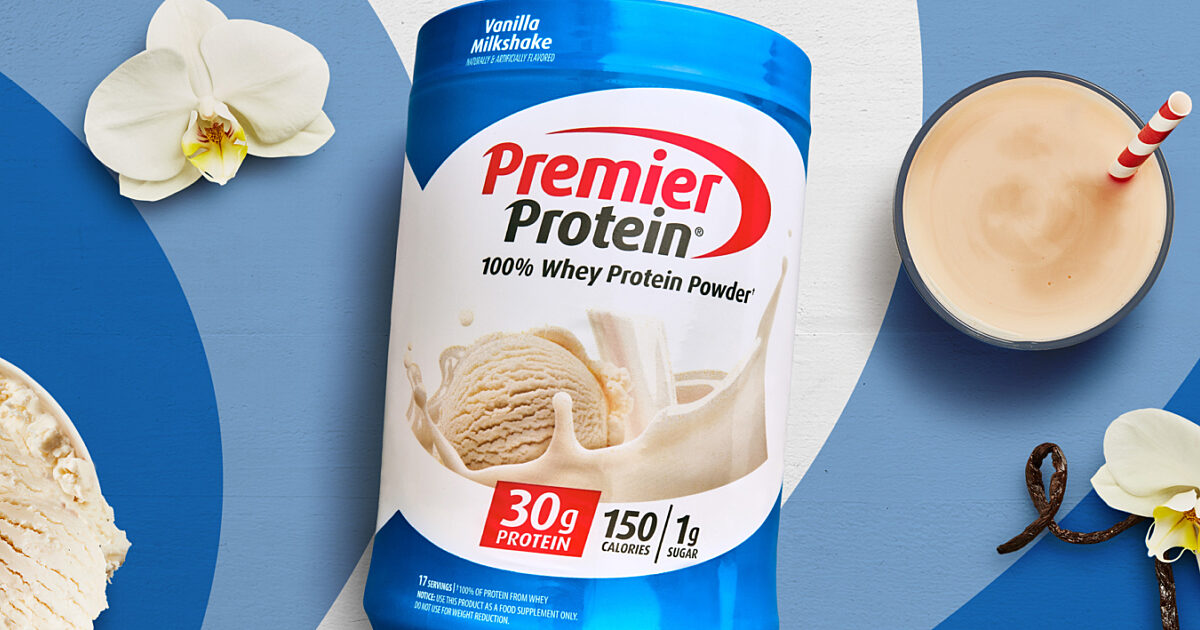 Vanilla
Milkshake
NATURALLY & ARTIFICIALLY FLAVORED
Premier
Protein®
100% Whey Protein Powder†
30g
PROTEIN
150
CALORIES
1g
SUGAR
17 SERVINGS | †100% OF PROTEIN FROM WHEY
NOTICE: USE THIS PRODUCT AS A FOOD SUPPLEMENT ONLY.
DO NOT USE FOR WEIGHT REDUCTION.